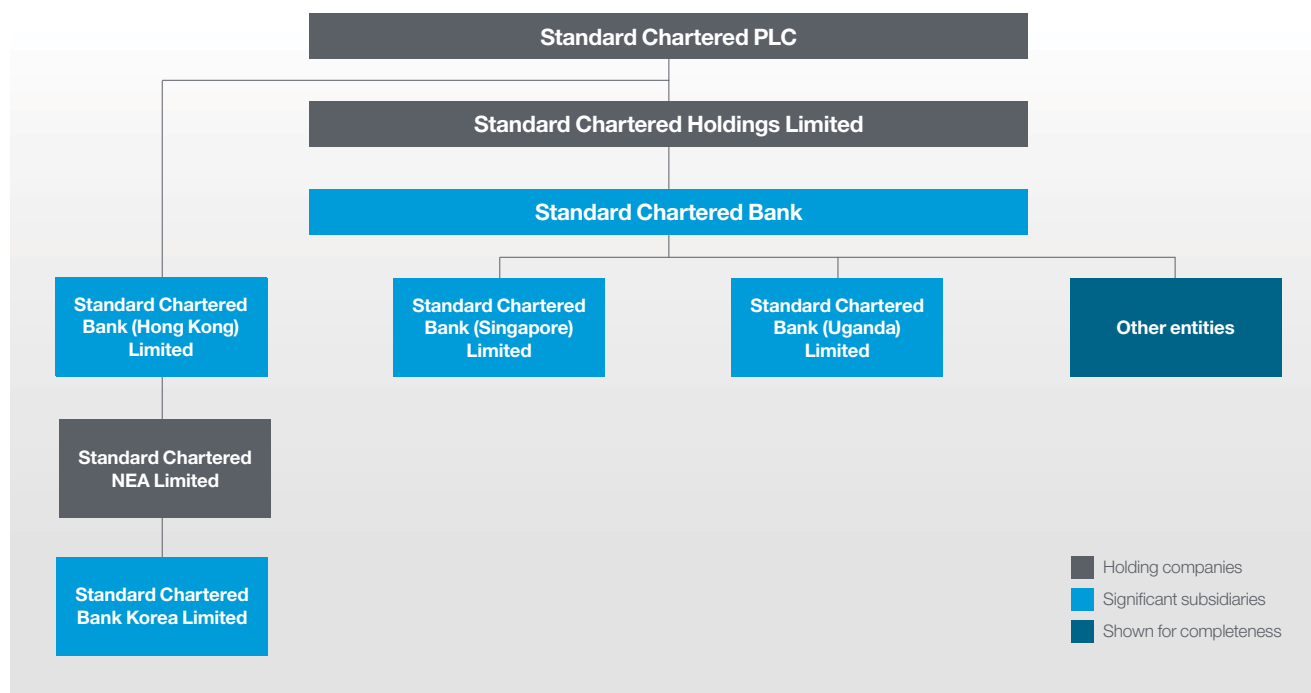 Standard Chartered PLC
Standard Chartered Holdings Limited
Standard Chartered Bank
Standard Chartered
Bank (Hong Kong)
Limited
Standard Chartered
Bank (Singapore)
Limited
Standard Chartered
Bank (Uganda)
Limited
Other entities
Standard Chartered
NEA Limited
Standard Chartered
Bank Korea Limited
Holding companies
Significant subsidiaries
Shown for completeness